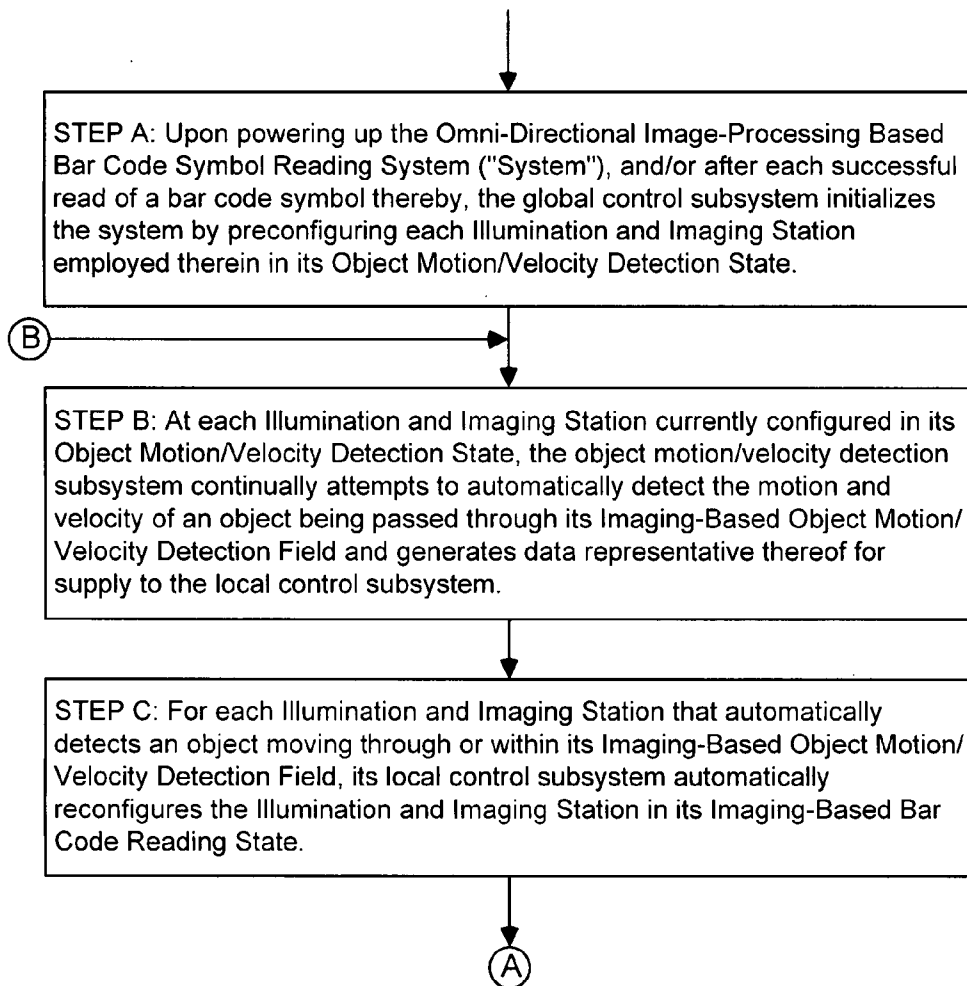 STEP A: Upon powering up the Omni-Directional Image-Processing Based
Bar Code Symbol Reading System ("System"), and/or after each successful
read of a bar code symbol thereby, the global control subsystem initializes
the system by preconfiguring each Illumination and Imaging Station
employed therein in its Object Motion/Velocity Detection State.
B
STEP B: At each Illumination and Imaging Station currently configured in its
Object Motion/Velocity Detection State, the object motion/velocity detection
subsystem continually attempts to automatically detect the motion and
velocity of an object being passed through its Imaging-Based Object Motion/
Velocity Detection Field and generates data representative thereof for
supply to the local control subsystem.
STEP C: For each Illumination and Imaging Station that automatically
detects an object moving through or within its Imaging-Based Object Motion/
Velocity Detection Field, its local control subsystem automatically
reconfigures the Illumination and Imaging Station in its Imaging-Based Bar
Code Reading State.
A